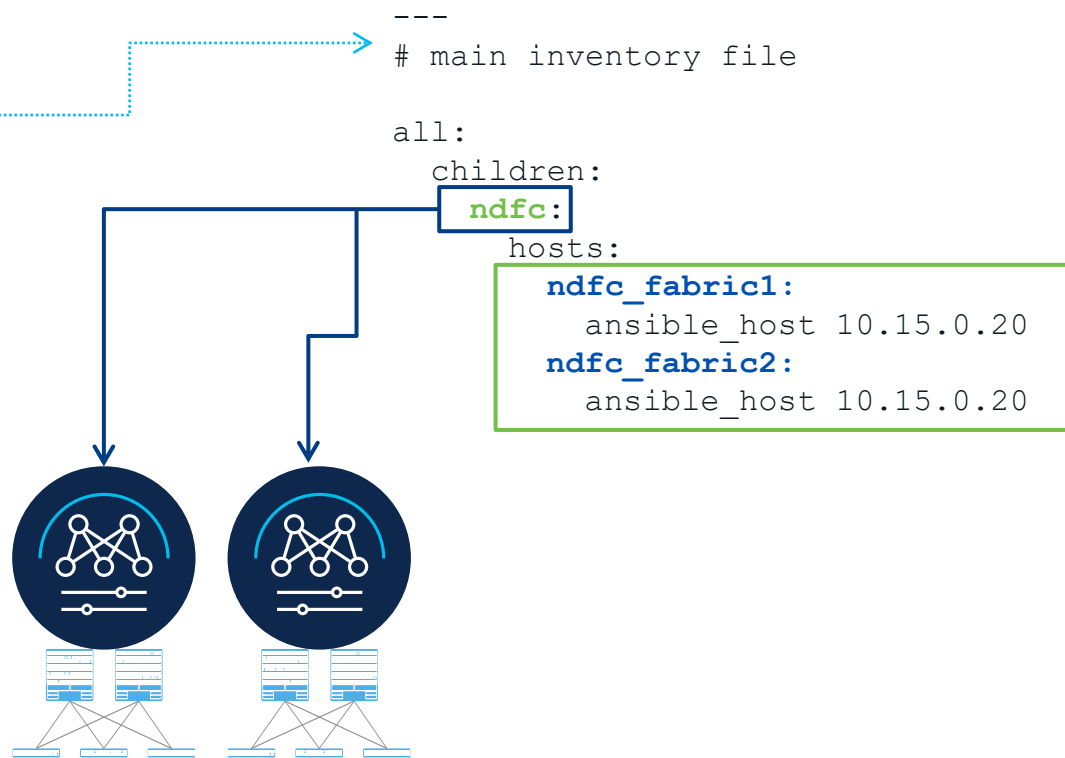 ---
# main inventory file
all:
  children:
    ndfc:
      hosts:
        ndfc_fabric1:
          ansible_host 10.15.0.20
        ndfc_fabric2:
          ansible_host 10.15.0.20